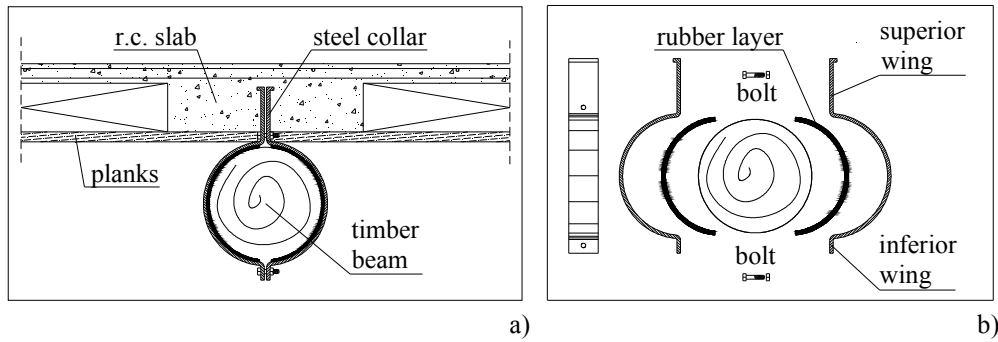 r.c. slab
steel collar
planks
timber
beam
a)
rubber layer
superior
wing
bolt
bolt
inferior
wing
b)